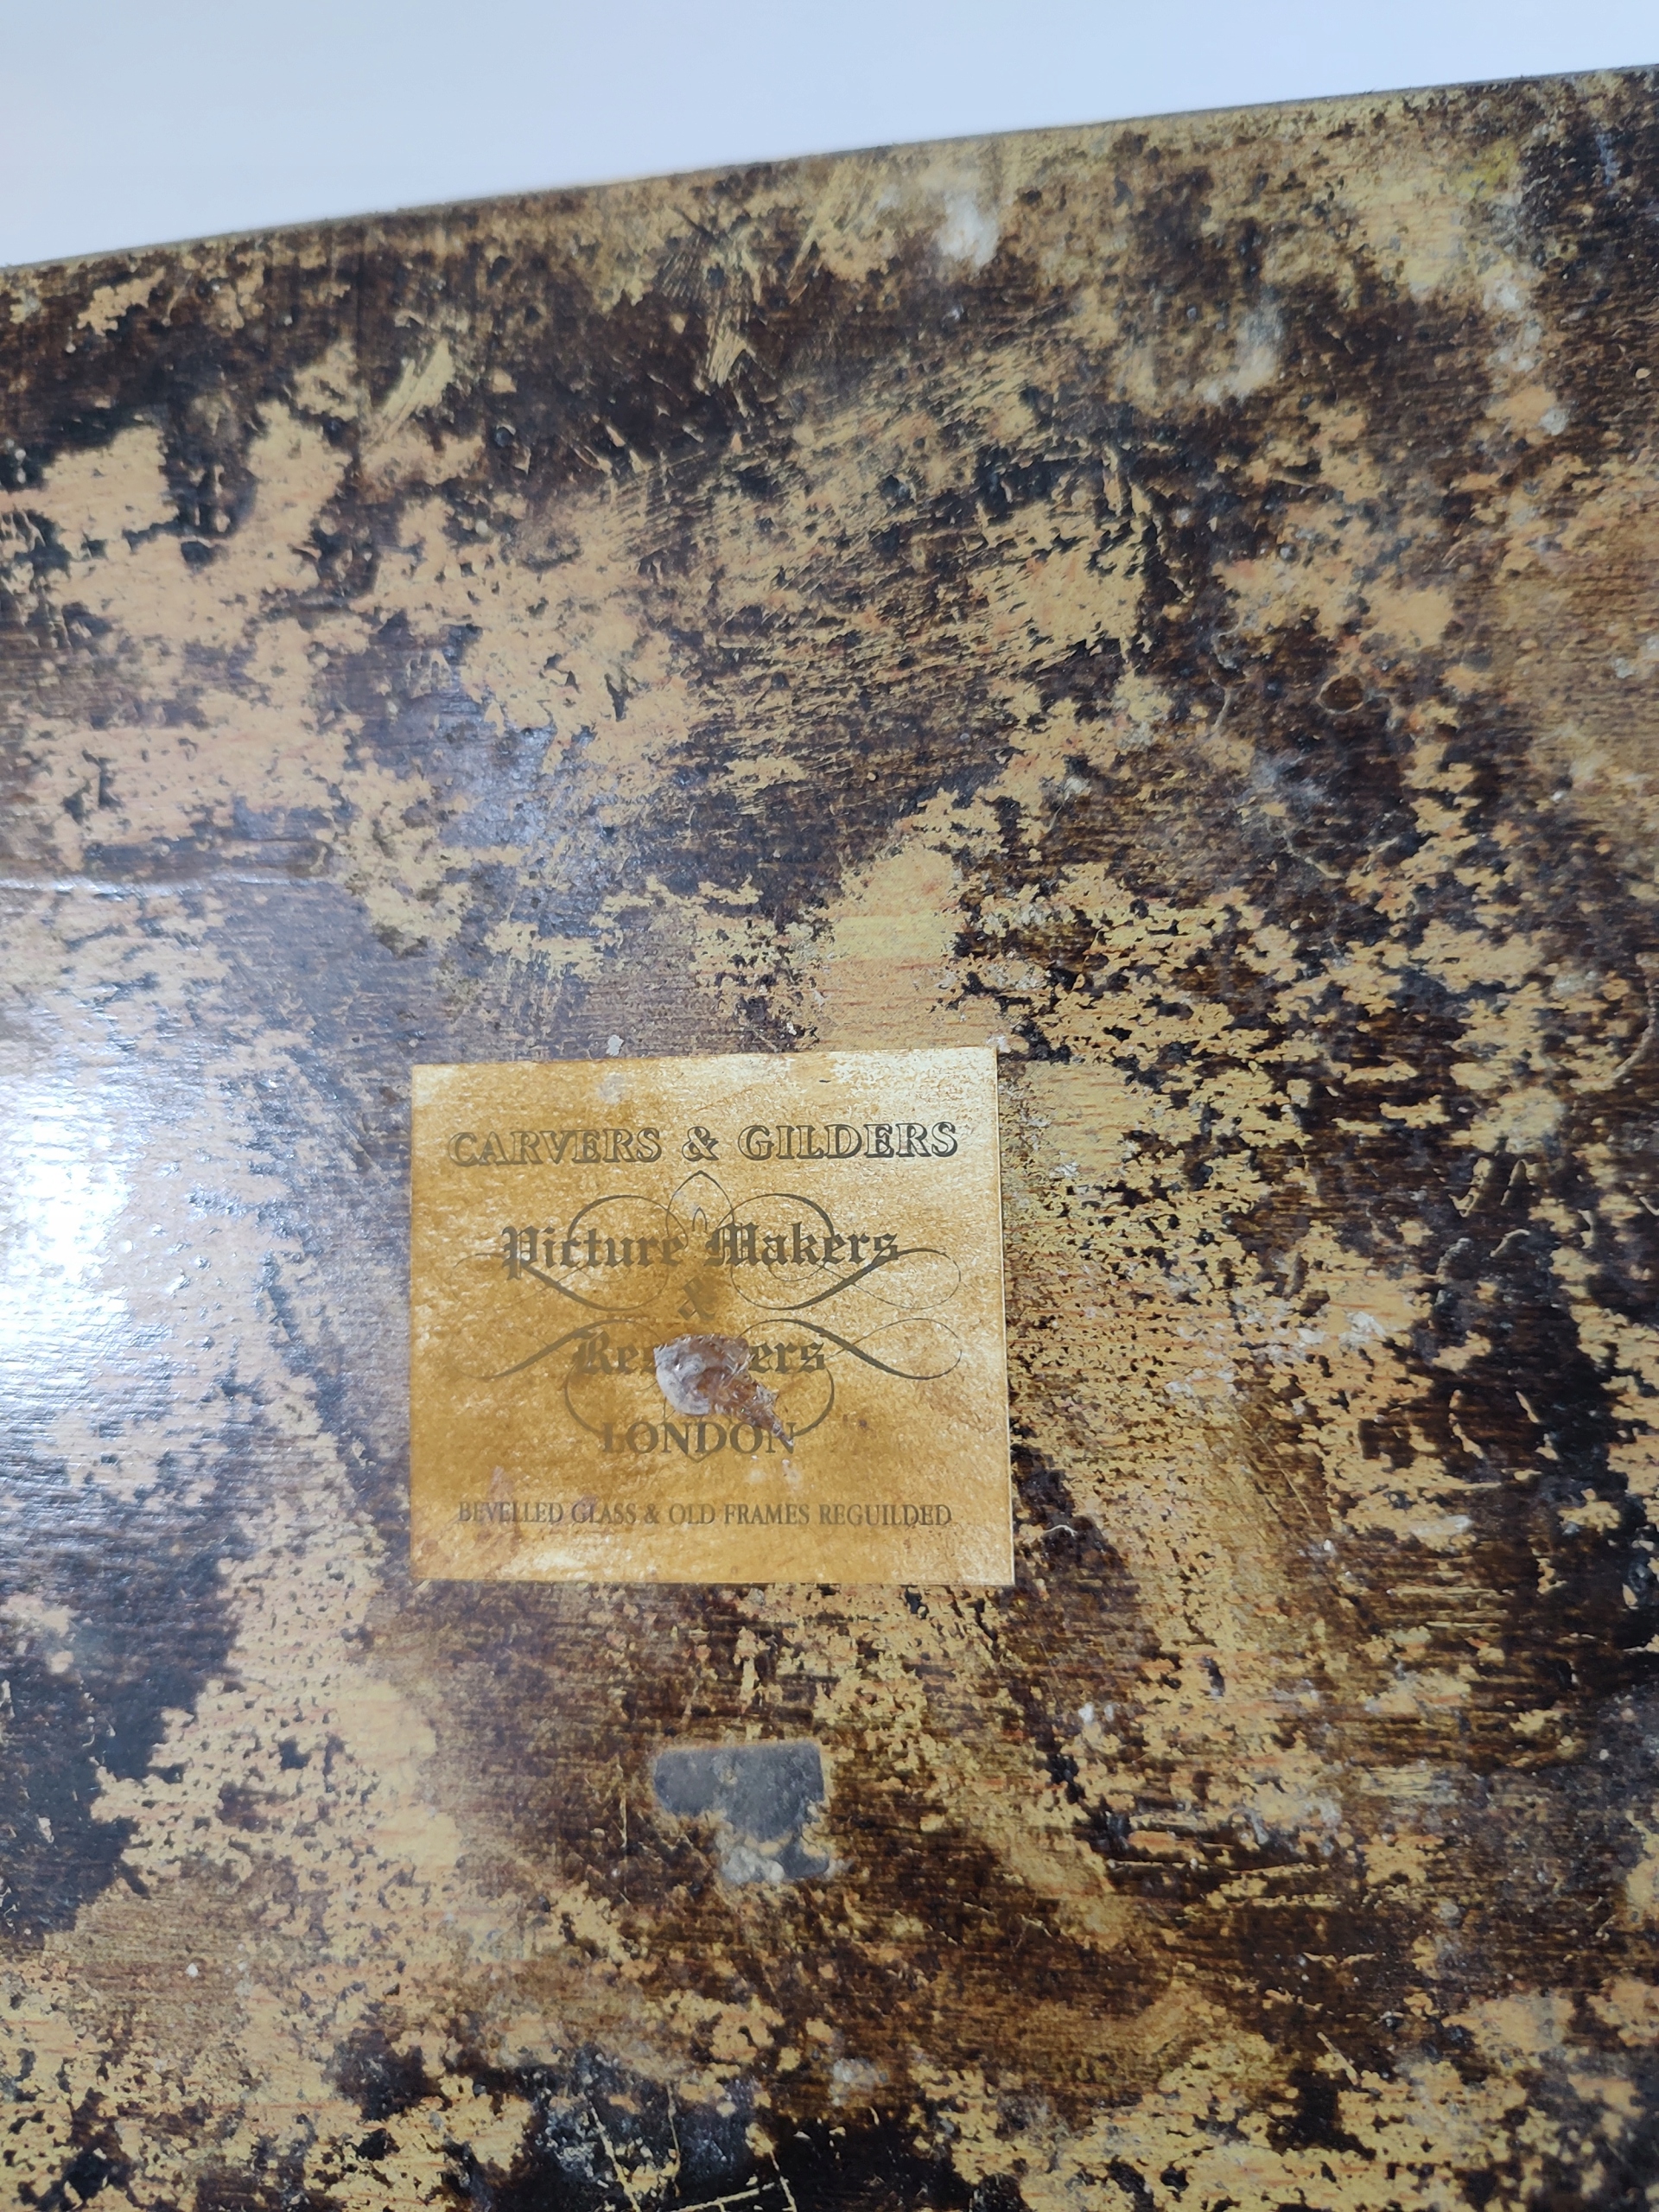 CARVERS & GILDERS
Picture Makers
&
LONDON
BEVELLED GLASS & OLD FRAMES REGUILDED